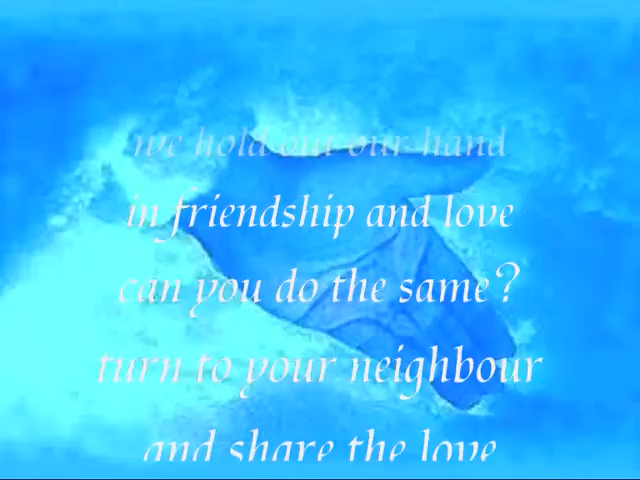 we hold out our hand
in friendship and love
can you do the same?
turn to your neighbour
and share the love